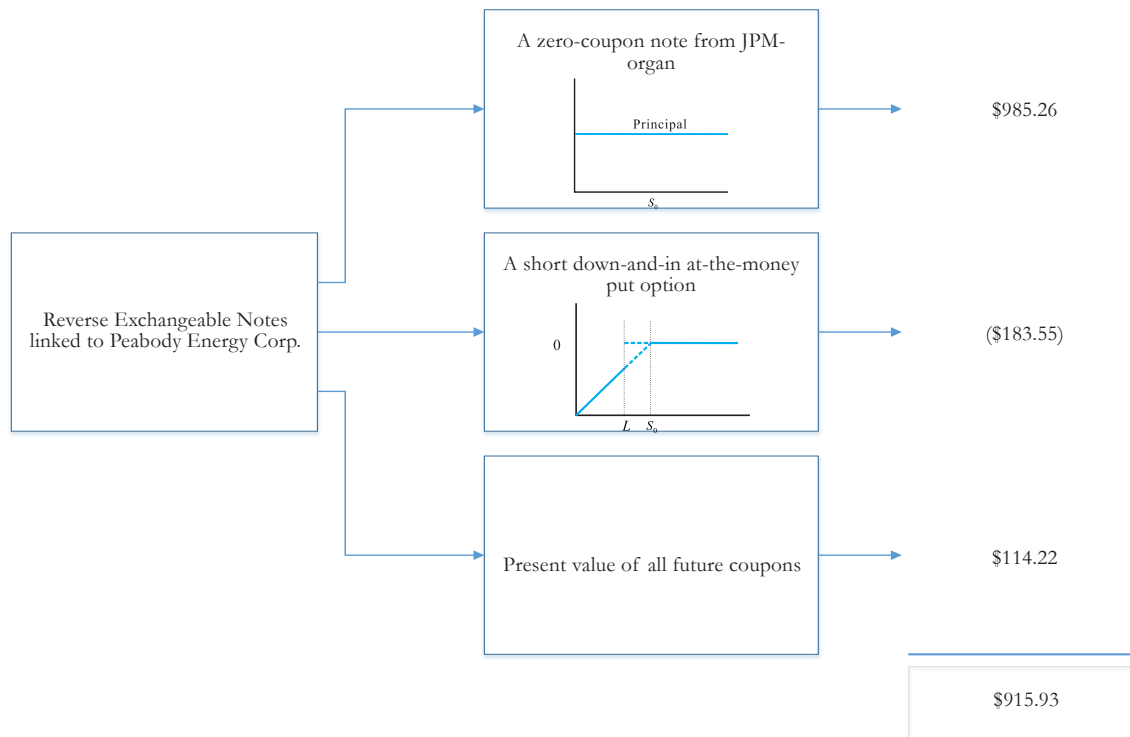 A zero-coupon note from JPM-
organ
Principal
S₀
$985.26
Reverse Exchangeable Notes
linked to Peabody Energy Corp.
A short down-and-in at-the-money
put option
0
L S₀
($183.55)
Present value of all future coupons
$114.22
$915.93